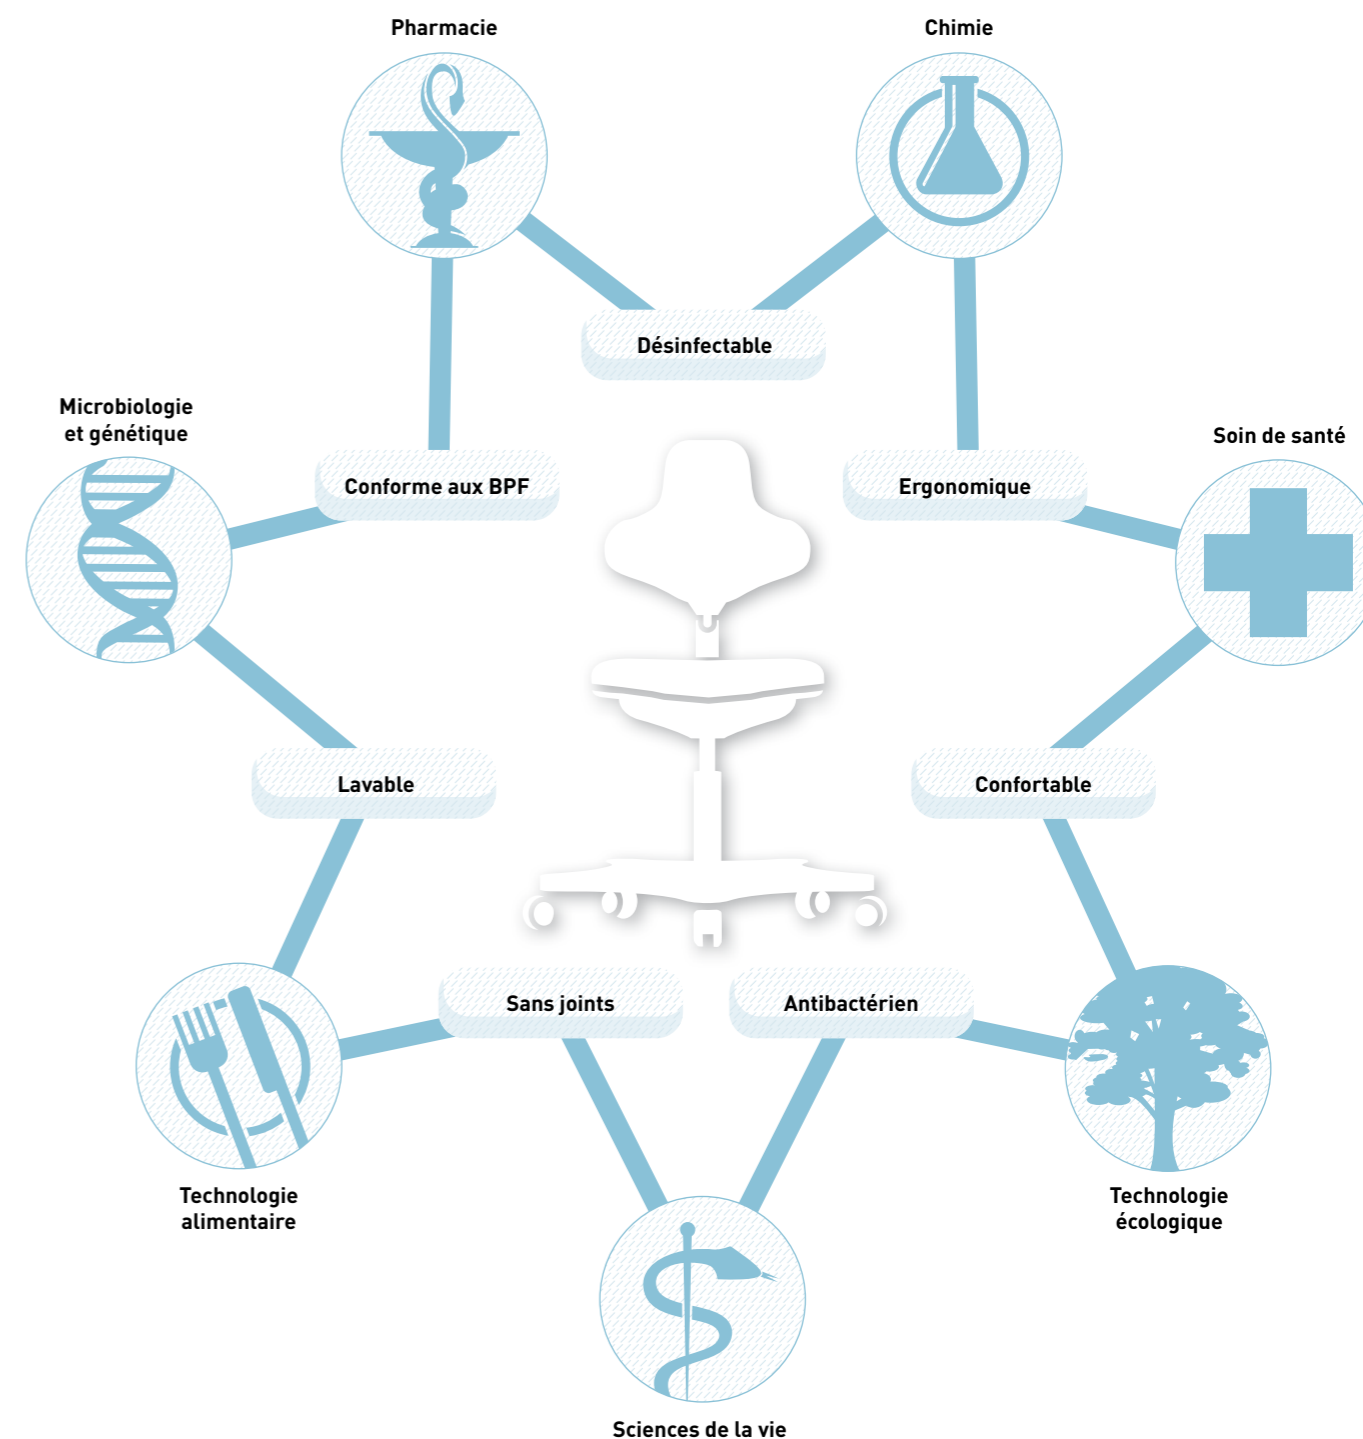 Pharmacie
Chimie
Désinfectable
Microbiologie
et génétique
Soin de santé
Conforme aux BPF
Ergonomique
Lavable
Confortable
Sans joints
Antibactérien
Technologie
alimentaire
Technologie
écologique
Sciences de la vie